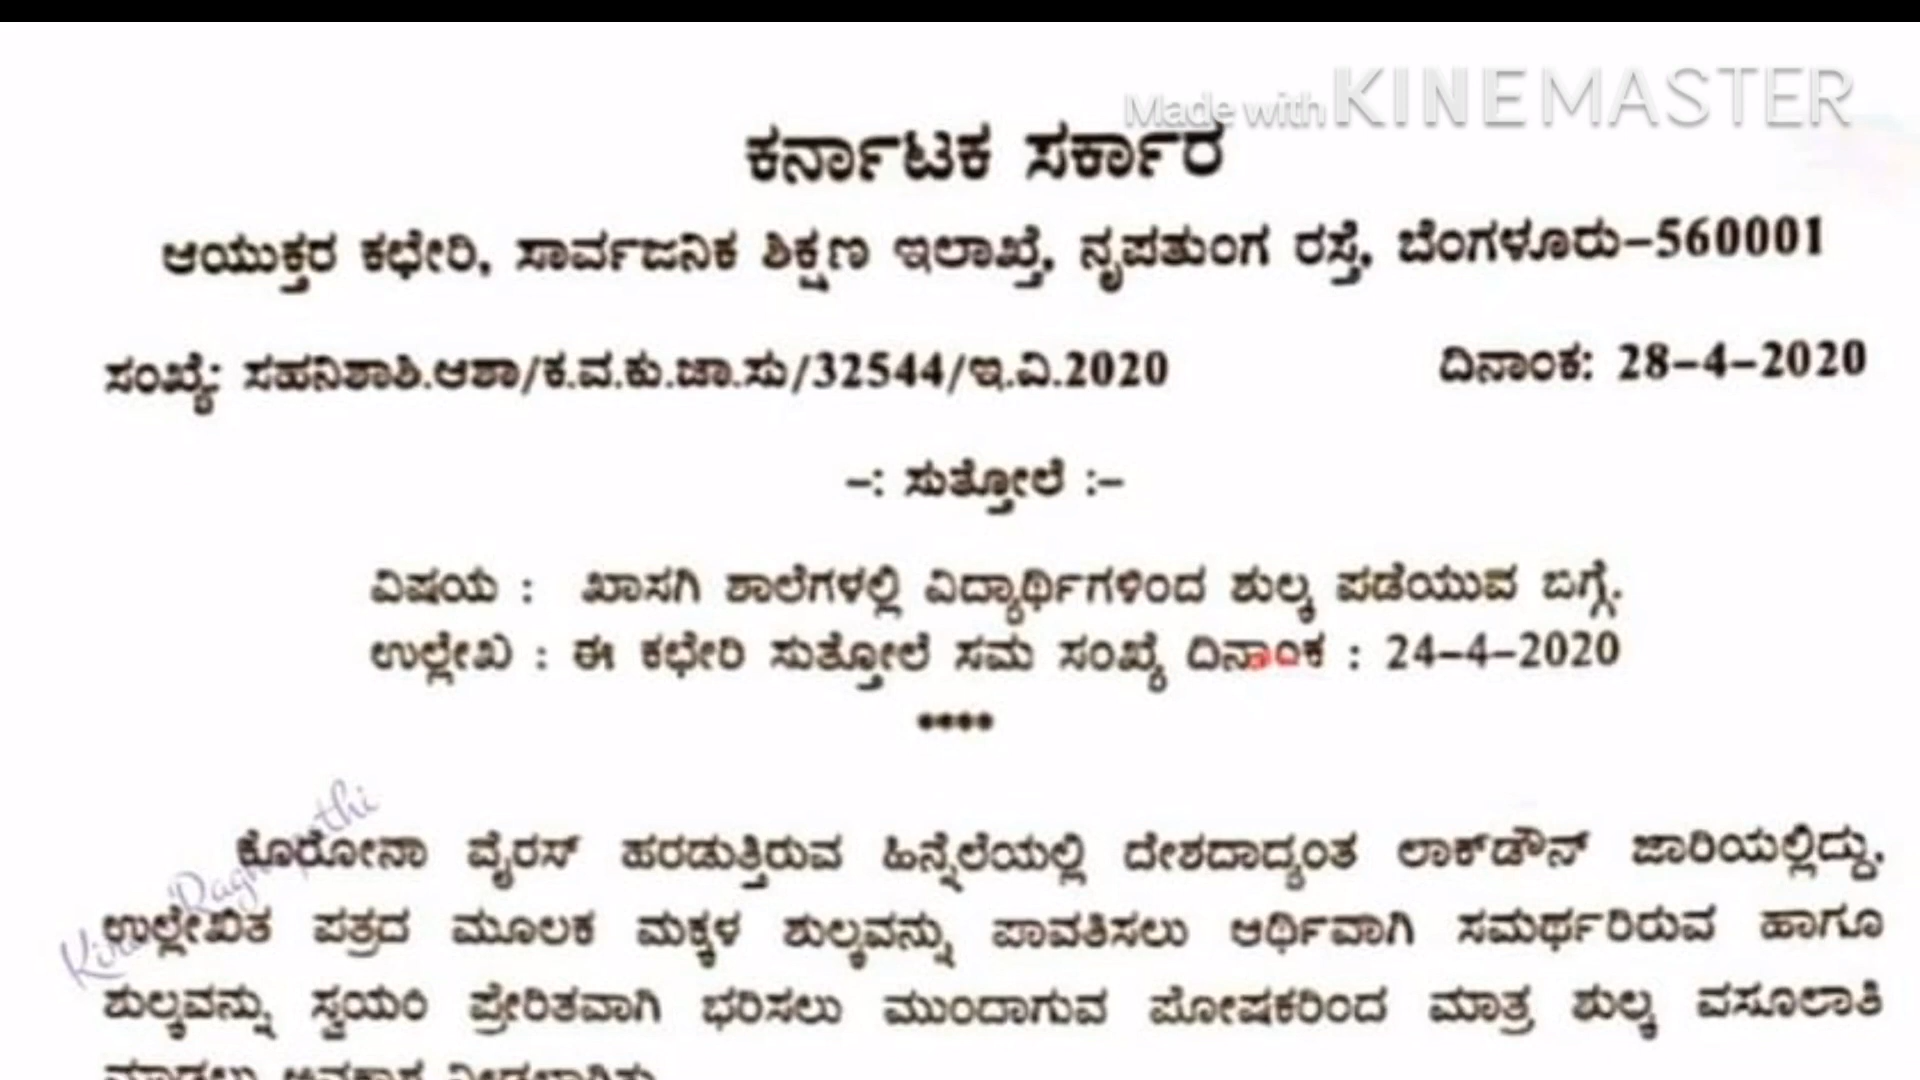 Made with KINEMASTER
ಕರ್ನಾಟಕ ಸರ್ಕಾರ
ಆಯುಕ್ತರ ಕಛೇರಿ, ಸಾರ್ವಜನಿಕ ಶಿಕ್ಷಣ ಇಲಾಖ್ತೆ, ನೃಪತುಂಗ ರಸ್ತೆ, ಬೆಂಗಳೂರು–560001
ಸಂಖ್ಯೆ: ಸಹನಿಶಾಶಿ.ಆಶಾ/ಕ.ವ.ಕು.ಜಾ.ಸು/32544/ಇ.ವಿ.2020 ದಿನಾಂಕ: 28–4–2020
–: ಸುತ್ತೋಲೆ :–
ವಿಷಯ : ಖಾಸಗಿ ಶಾಲೆಗಳಲ್ಲಿ ವಿದ್ಯಾರ್ಥಿಗಳಿಂದ ಶುಲ್ಕ ಪಡೆಯುವ ಬಗ್ಗೆ.
ಉಲ್ಲೇಖ : ಈ ಕಛೇರಿ ಸುತ್ತೋಲೆ ಸಮ ಸಂಖ್ಯೆ ದಿನಾಂಕ : 24–4–2020
****
ಕೊರೋನಾ ವೈರಸ್ ಹರಡುತ್ತಿರುವ ಹಿನ್ನೆಲೆಯಲ್ಲಿ ದೇಶದಾದ್ಯಂತ ಲಾಕ್‌ಡೌನ್ ಜಾರಿಯಲ್ಲಿದ್ದು,
ಉಲ್ಲೇಖಿತ ಪತ್ರದ ಮೂಲಕ ಮಕ್ಕಳ ಶುಲ್ಕವನ್ನು ಪಾವತಿಸಲು ಆರ್ಥಿವಾಗಿ ಸಮರ್ಥರಿರುವ ಹಾಗೂ
ಶುಲ್ಕವನ್ನು ಸ್ವಯಂ ಪ್ರೇರಿತವಾಗಿ ಭರಿಸಲು ಮುಂದಾಗುವ ಪೋಷಕರಿಂದ ಮಾತ್ರ ಶುಲ್ಕ ವಸೂಲಾತಿ